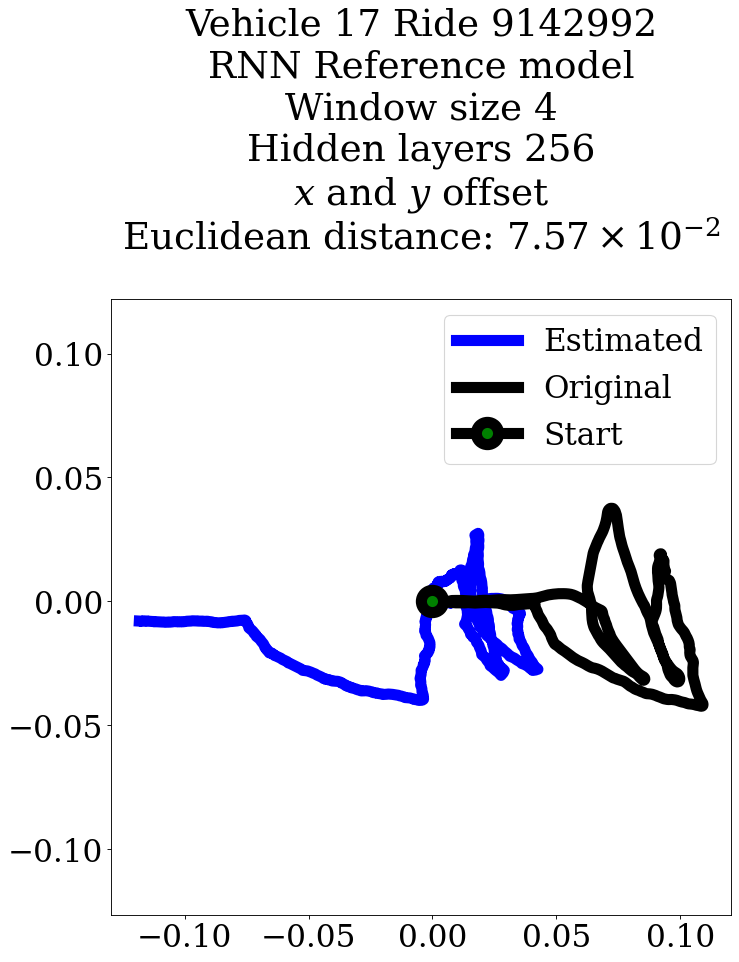 Vehicle 17 Ride 9142992
RNN Reference model
Window size 4
Hidden layers 256
x and y offset
Euclidean distance: 7.57 × 10⁻²
Estimated
Original
Start
0.10
0.05
0.00
−0.05
−0.10
−0.10 −0.05 0.00 0.05 0.10